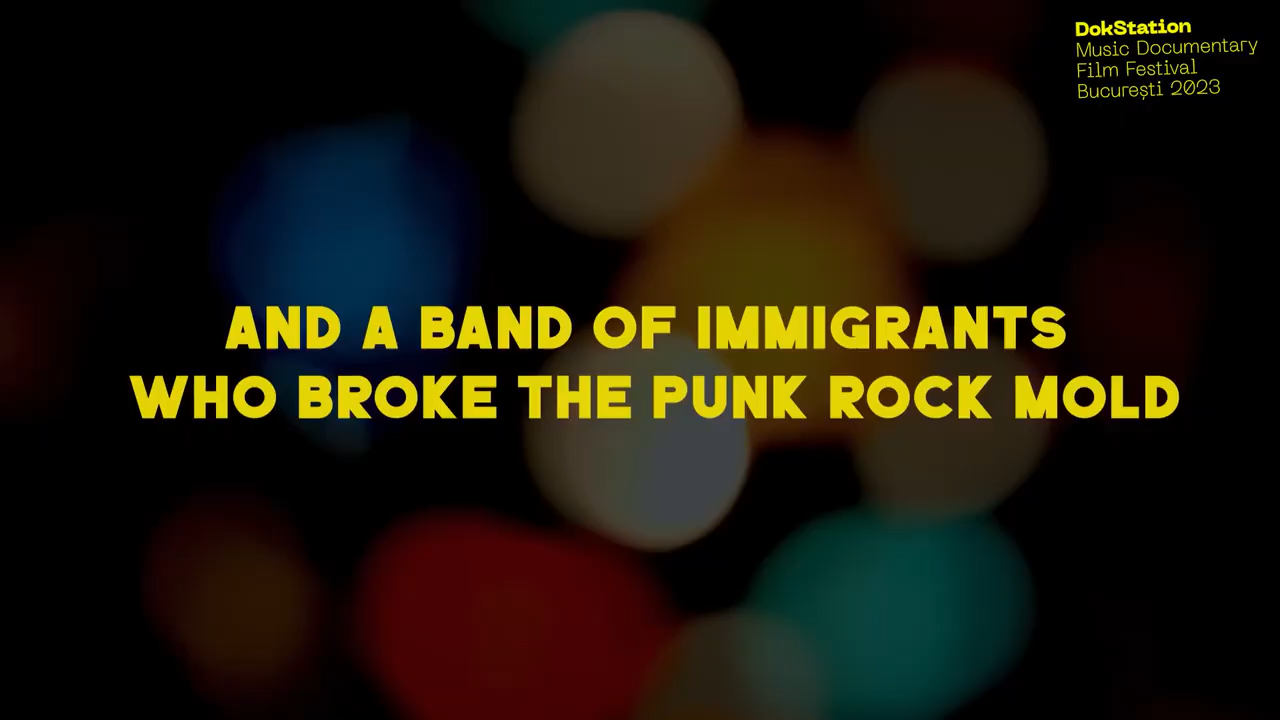 DokStation
Music Documentary
Film Festival
București 2023
AND A BAND OF IMMIGRANTS
WHO BROKE THE PUNK ROCK MOLD